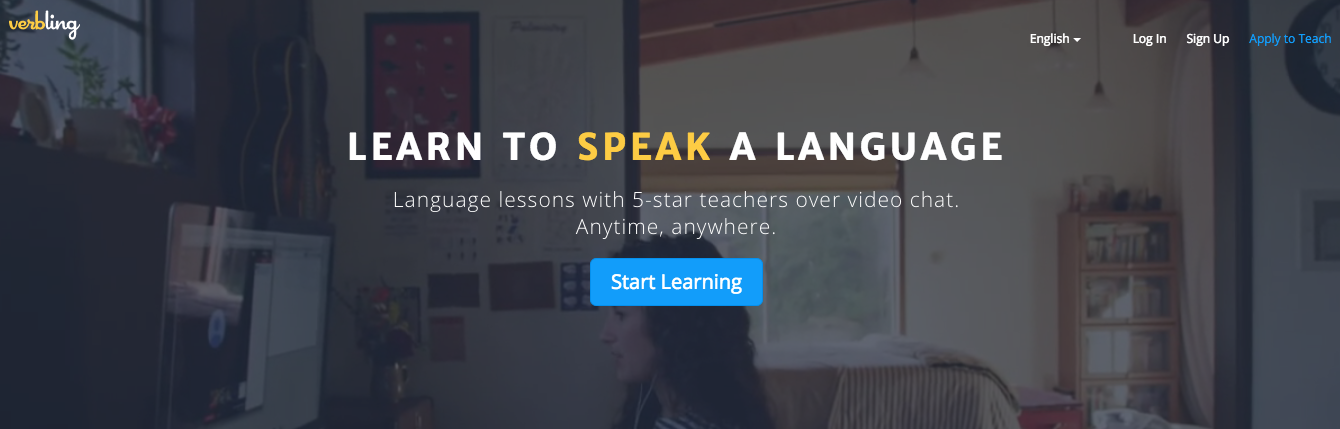 verbling
English
Log In
Sign Up
Apply to Teach
LEARN TO SPEAK A LANGUAGE
Language lessons with 5-star teachers over video chat.
Anytime, anywhere.
Start Learning